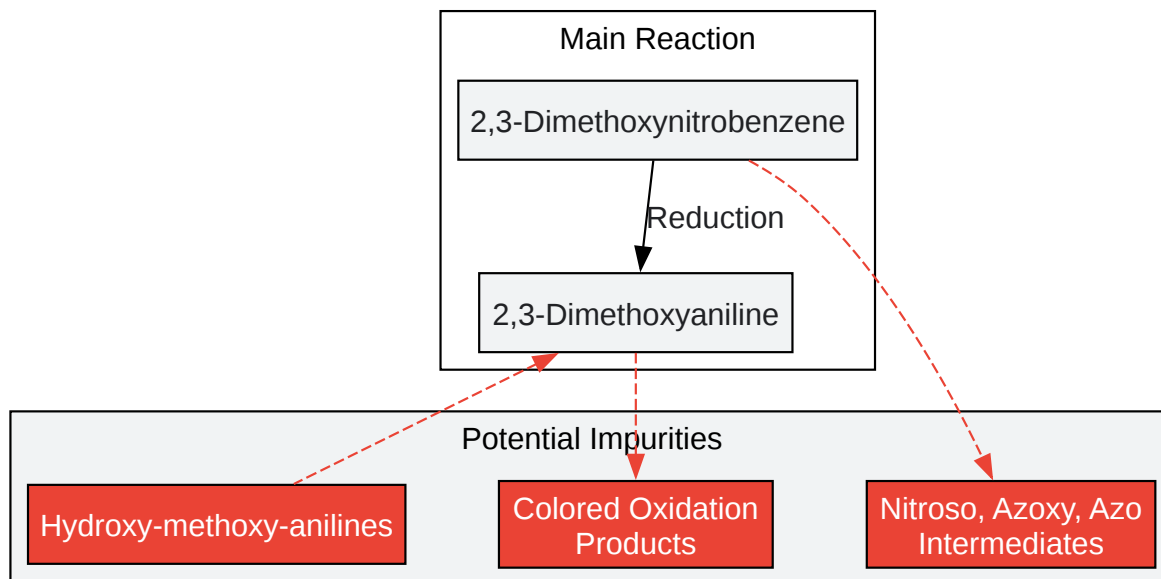 Main Reaction
2,3-Dimethoxynitrobenzene
Reduction
2,3-Dimethoxyaniline
Potential Impurities
Hydroxy-methoxy-anilines
Colored Oxidation
Products
Nitroso, Azoxy, Azo
Intermediates